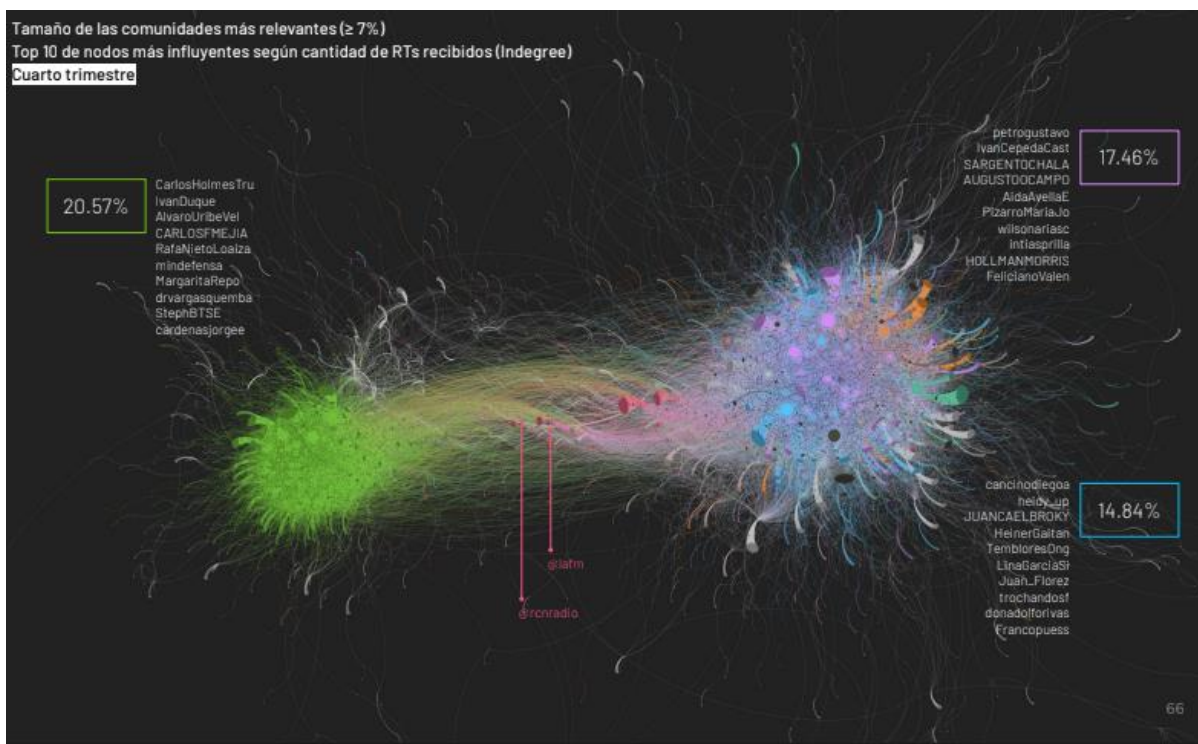 Tamaño de las comunidades más relevantes (≥ 7%)
Top 10 de nodos más influyentes según cantidad de RTs recibidos (Indegree)
Cuarto trimestre
20.57%
CarlosHolmesTru
IvanDuque
AlvaroUribeVel
CARLOSFMEJIA
RafaNietoLoaiza
mindefensa
MargaritaRepo
drvargasquemba
StephBTSE
cardenasjorgee
petrogustavo
IvanCepedaCast
SARGENTOCHALA
AUGUSTOOCAMPO
AidaAvellaE
PizarroMariaJo
wilsonariasc
intiasprilla
HOLLMANMORRIS
FelicianoValen
17.46%
cancinodiegoa
heidy_up
JUANCAELBROKY
HeinerGaitan
TembloresOng
LinaGarciaSi
Juan_Florez
trochandosf
donadolforivas
Francopuess
14.84%
@lafm
@rcnradio
66